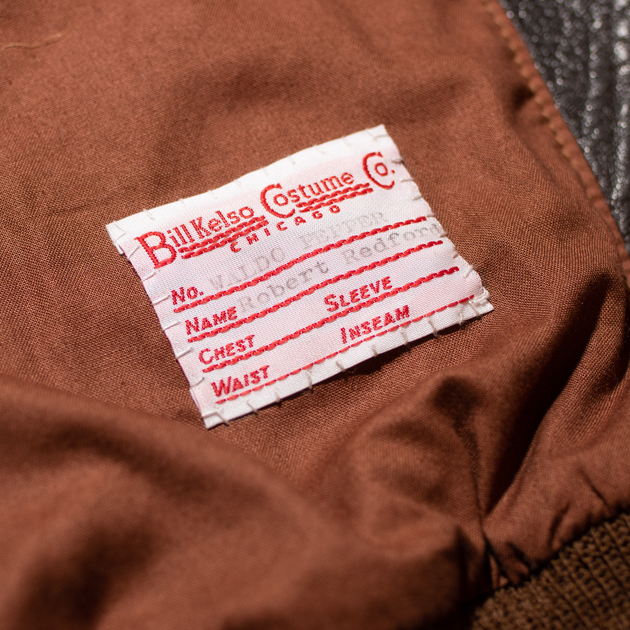 Bill Kelso Costume Co.
CHICAGO
No. WALDO PEPPER
NAME Robert Redford
CHEST SLEEVE
WAIST INSEAM